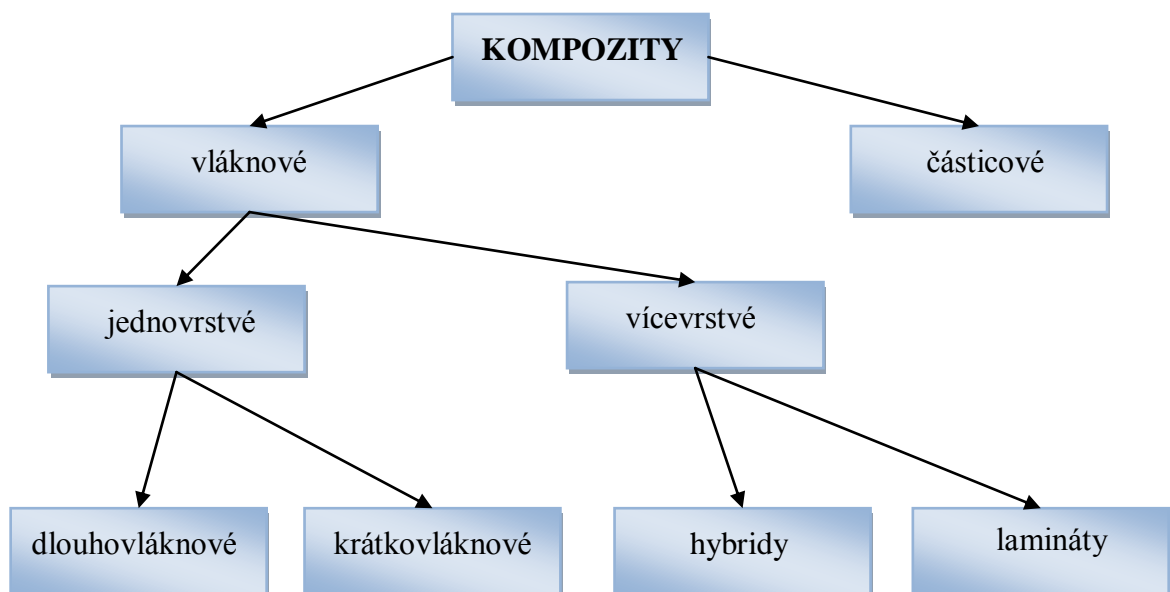 KOMPOZITY
vláknové
částicové
jednovrstvé
vícevrstvé
dlouhovláknové
krátkovláknové
hybridy
lamináty